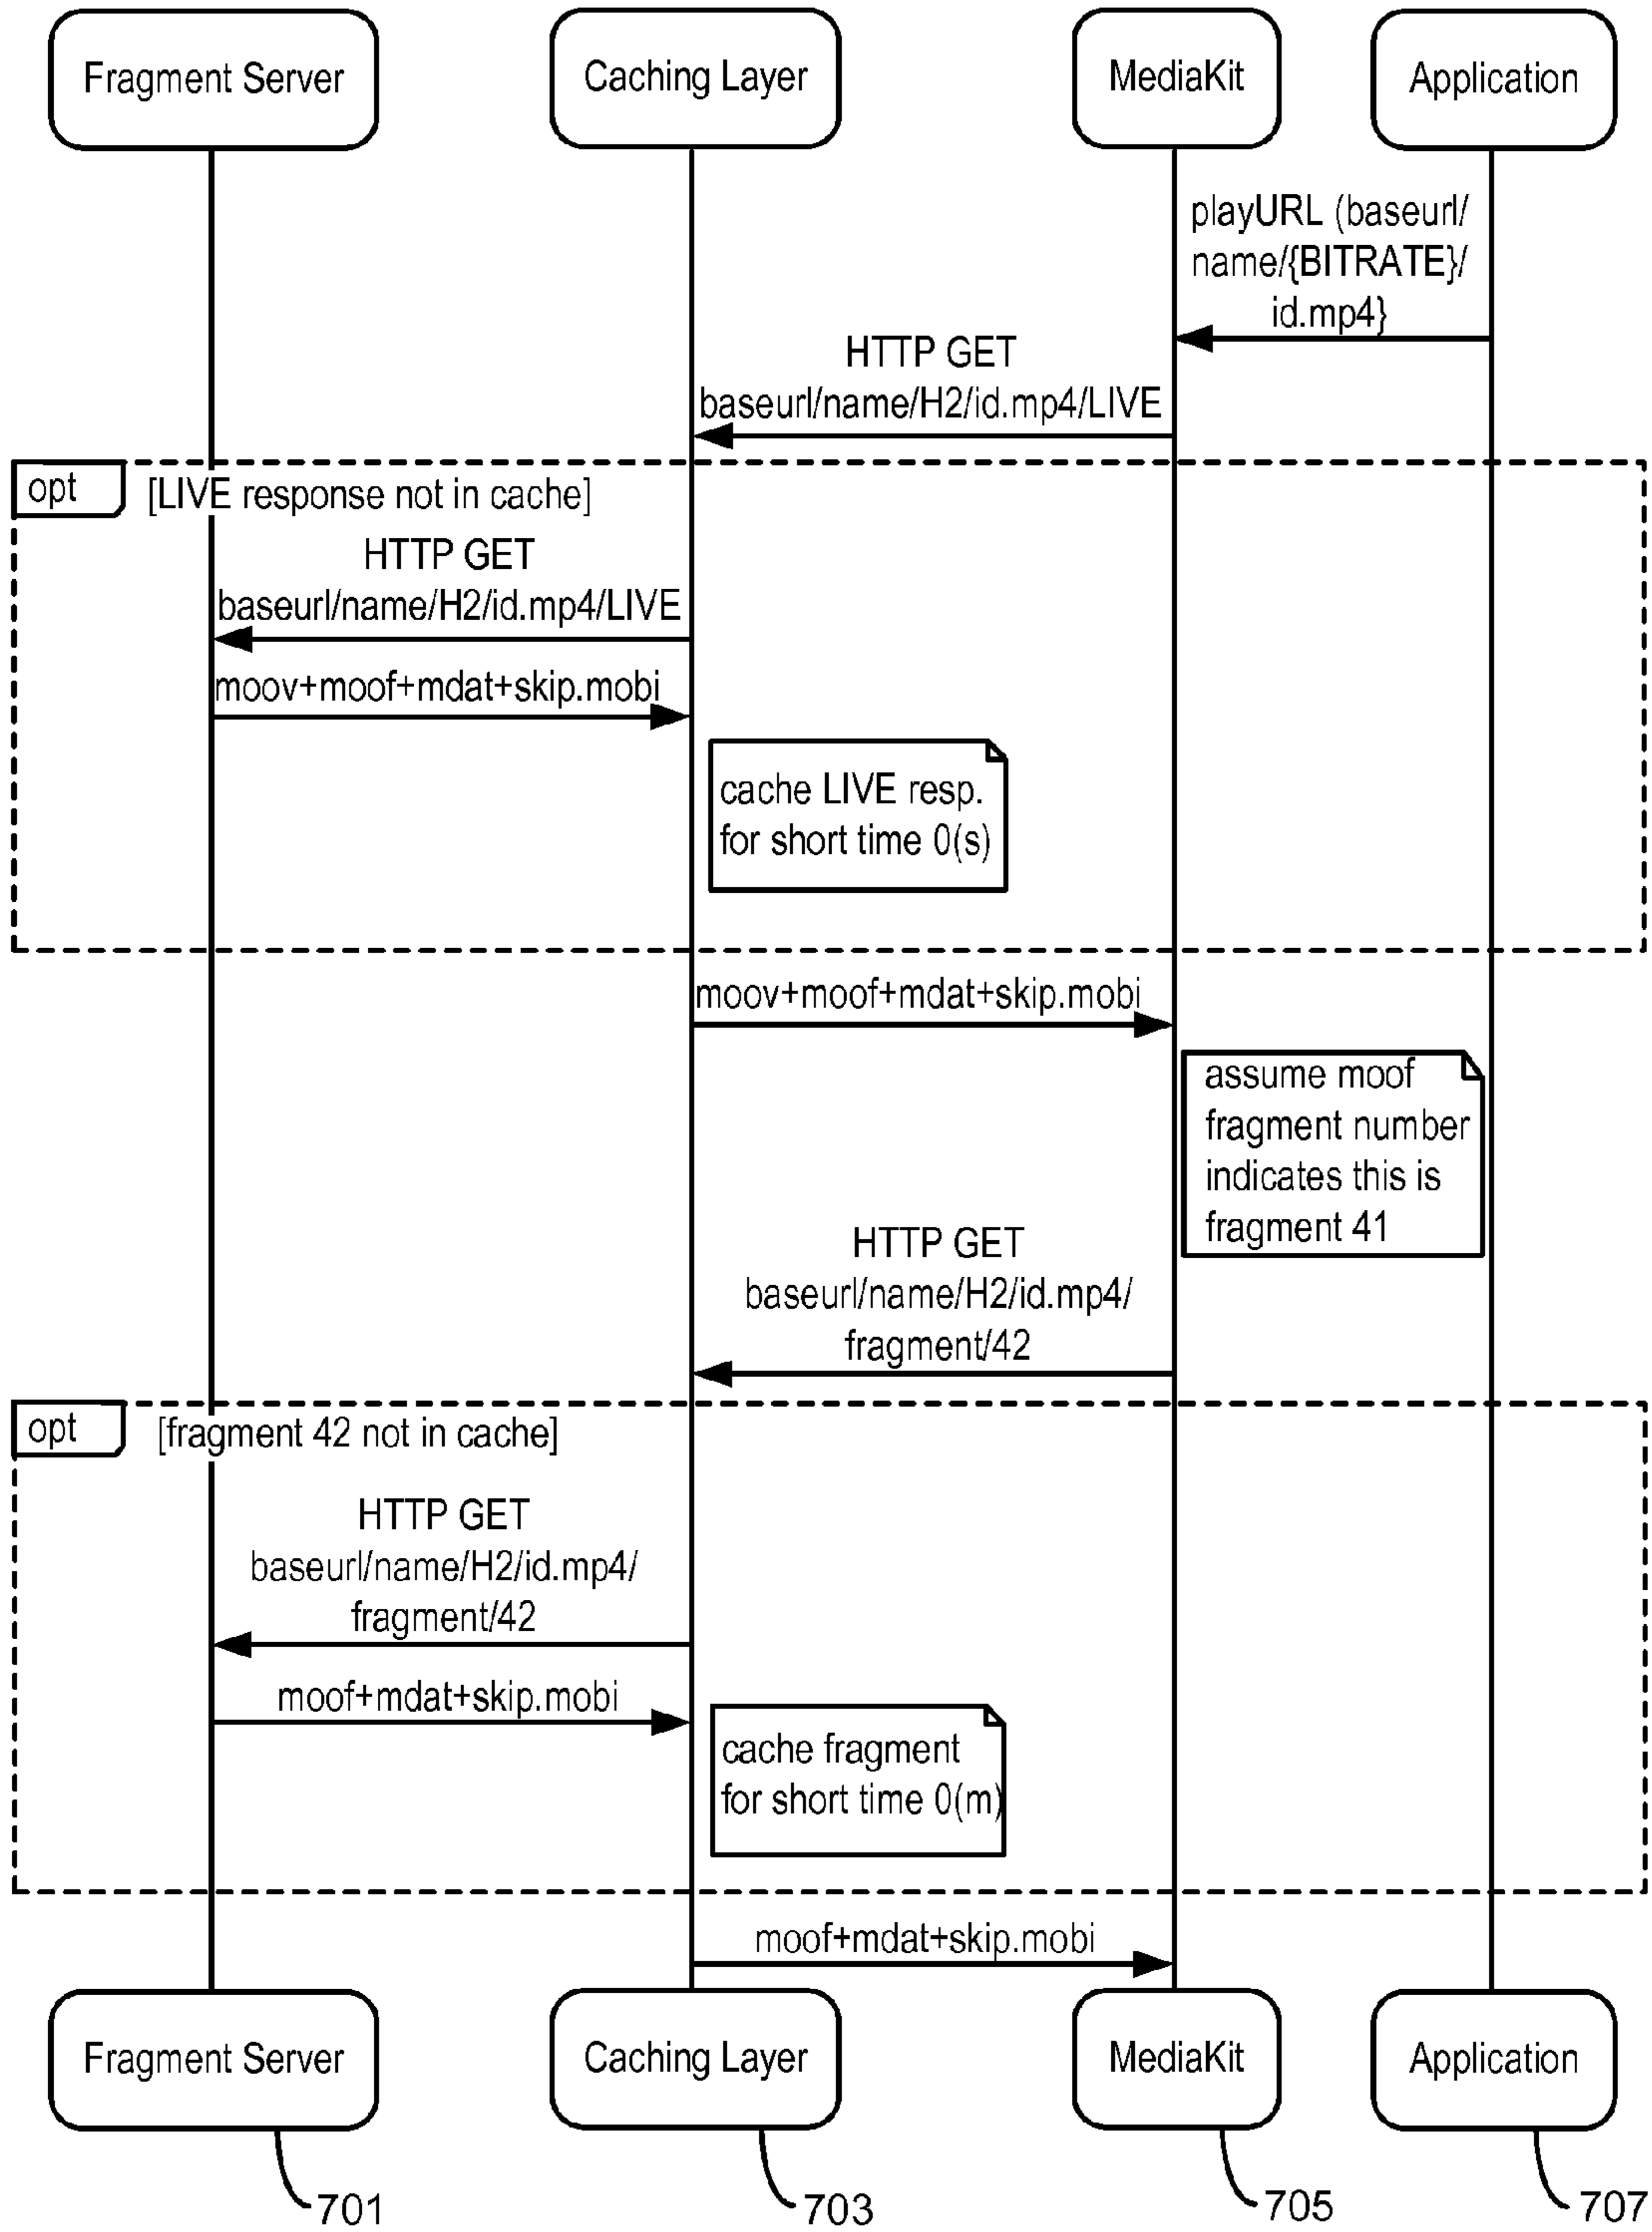 Fragment Server
Caching Layer
MediaKit
Application
playURL (baseurl/
name/{BITRATE}/
id.mp4}
HTTP GET
baseurl/name/H2/id.mp4/LIVE
opt
[LIVE response not in cache]
HTTP GET
baseurl/name/H2/id.mp4/LIVE
moov+moof+mdat+skip.mobi
cache LIVE resp.
for short time 0(s)
moov+moof+mdat+skip.mobi
assume moof
fragment number
indicates this is
fragment 41
HTTP GET
baseurl/name/H2/id.mp4/
fragment/42
opt
[fragment 42 not in cache]
HTTP GET
baseurl/name/H2/id.mp4/
fragment/42
moof+mdat+skip.mobi
cache fragment
for short time 0(m)
moof+mdat+skip.mobi
Fragment Server
Caching Layer
MediaKit
Application
701
703
705
707